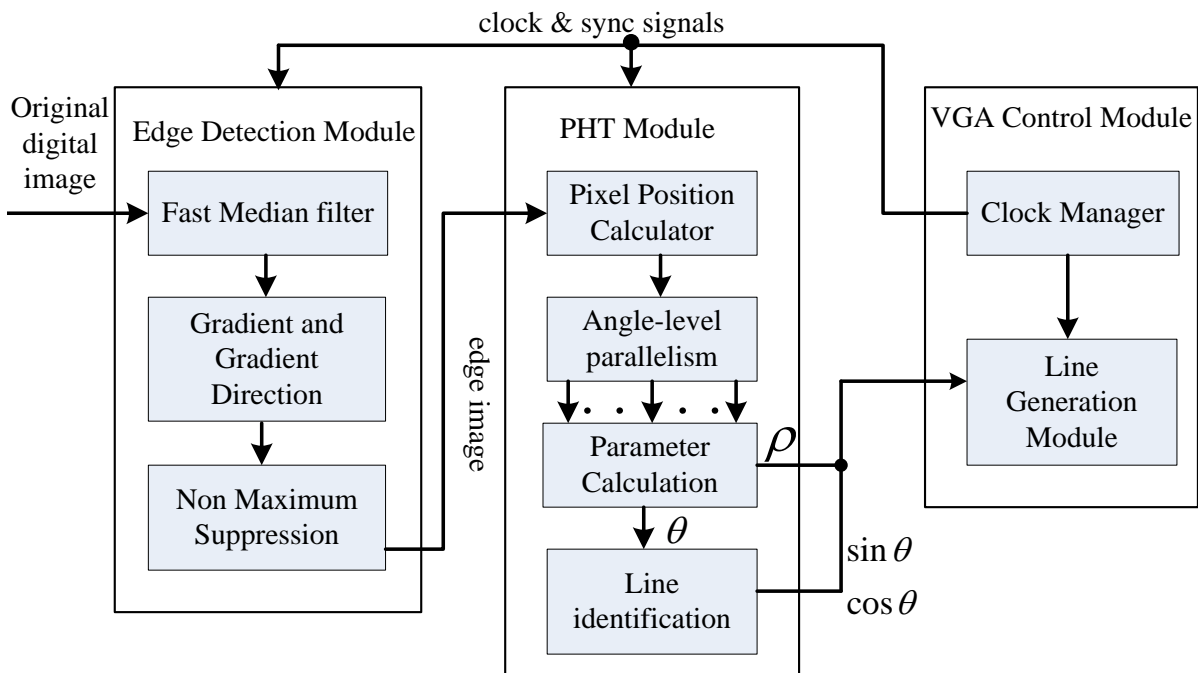 clock & sync signals
Original
digital
image
Edge Detection Module
Fast Median filter
Gradient and
Gradient
Direction
Non Maximum
Suppression
edge image
PHT Module
Pixel Position
Calculator
Angle-level
parallelism
. . . .
Parameter
Calculation
ρ
θ
Line
identification
sin θ
cos θ
VGA Control Module
Clock Manager
Line
Generation
Module